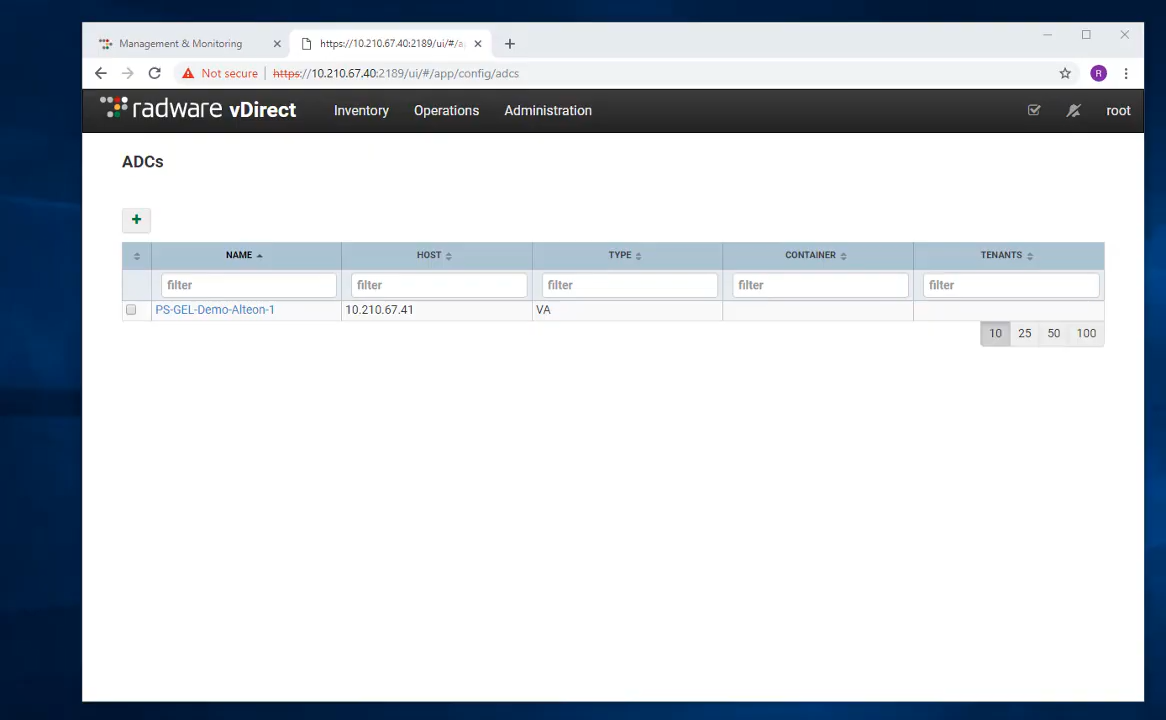 Management & Monitoring
https://10.210.67.40:2189/ui/#/a
Not secure https://10.210.67.40:2189/ui/#/app/config/adcs R
radware vDirect Inventory Operations Administration root
ADCs
+
NAME HOST TYPE CONTAINER TENANTS
filter filter filter filter filter
PS-GEL-Demo-Alteon-1 10.210.67.41 VA
10 25 50 100